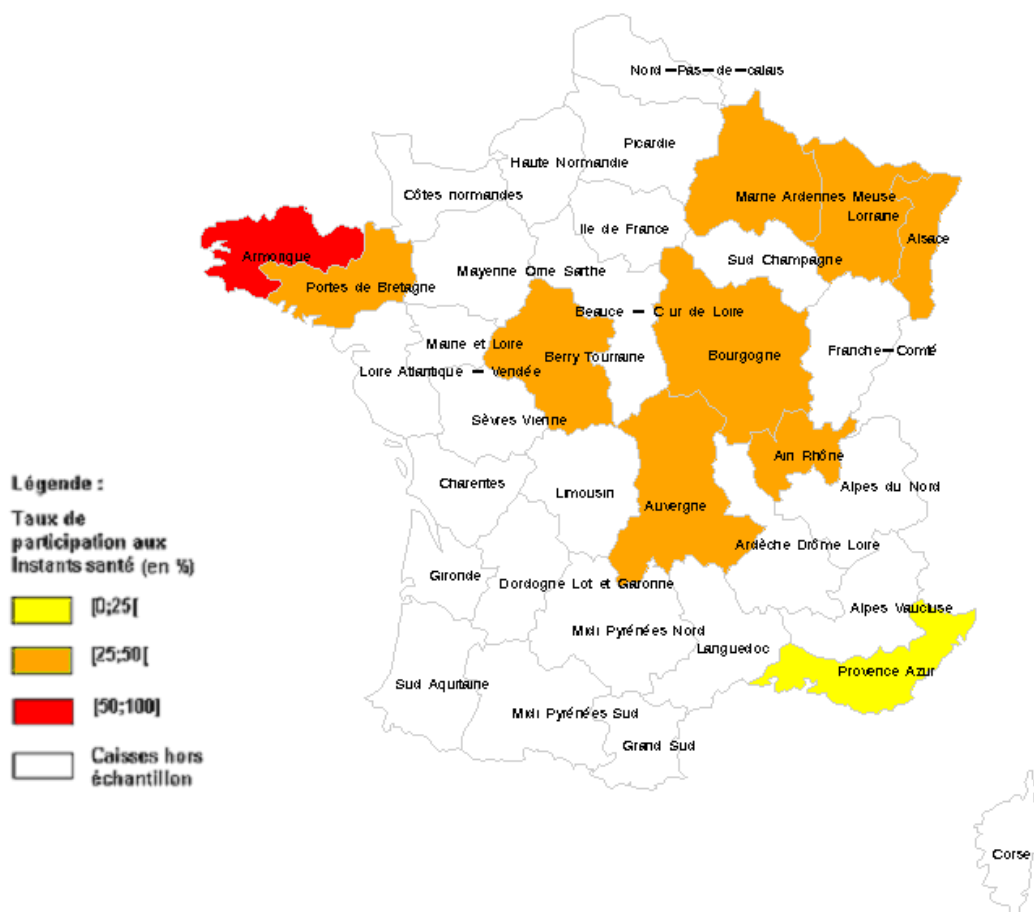 Nord-Pas-de-calais
Picardie
Haute Normandie
Marne Ardennes Meuse
Côtes normandes
Lorraine
Ile de France
Alsace
Armorique
Sud Champagne
Mayenne Orne Sarthe
Portes de Bretagne
Beauce - C ur de Loire
Maine et Loire
Berry Touraine
Bourgogne
Franche-Comté
Loire Atlantique - Vendée
Sèvres Vienne
Ain Rhône
Charentes
Limousin
Alpes du Nord
Auvergne
Ardèche Drôme Loire
Gironde
Dordogne Lot et Garonne
Alpes Vaucluse
Midi Pyrénées Nord
Languedoc
Provence Azur
Sud Aquitaine
Midi Pyrénées Sud
Grand Sud
Corse
Légende :
Taux de
participation aux
Instants santé (en %)
[0;25[
[25;50[
[50;100]
Caisses hors
échantillon